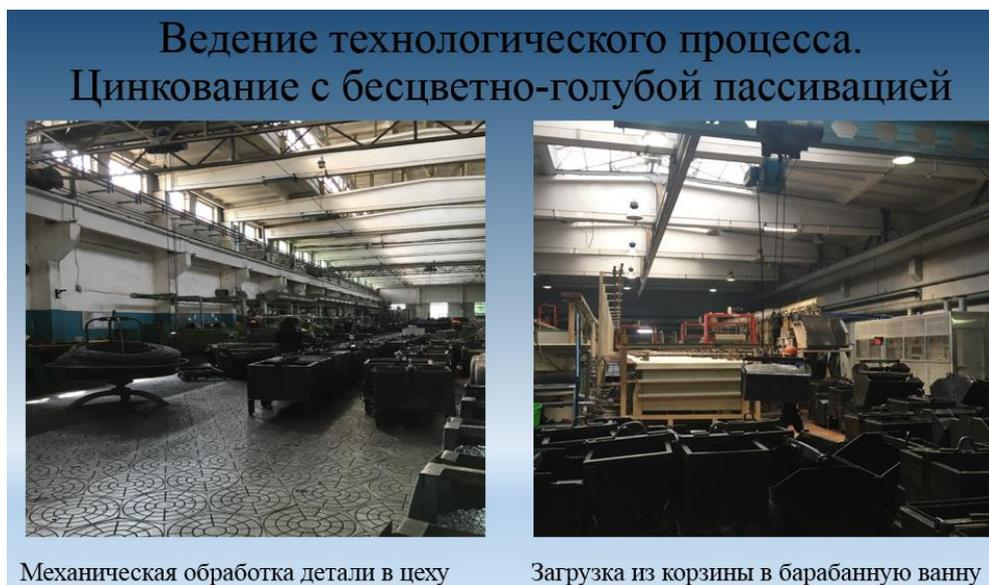 Ведение технологического процесса.
Цинкование с бесцветно-голубой пассивацией
Механическая обработка детали в цеху
Загрузка из корзины в барабанную ванну